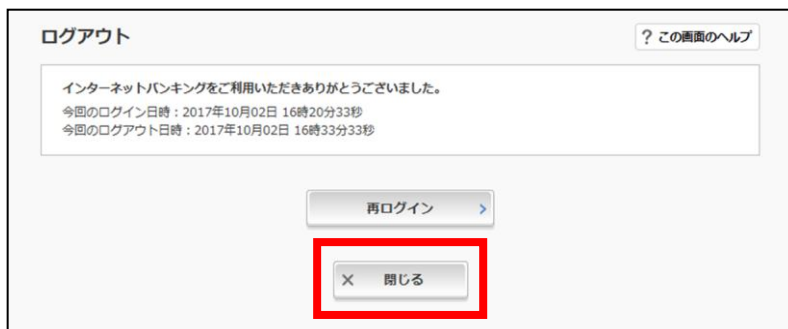 ログアウト
? この画面のヘルプ
インターネットバンキングをご利用いただきありがとうございました。
今回のログイン日時：2017年10月02日 16時20分33秒
今回のログアウト日時：2017年10月02日 16時33分33秒
再ログイン
× 閉じる